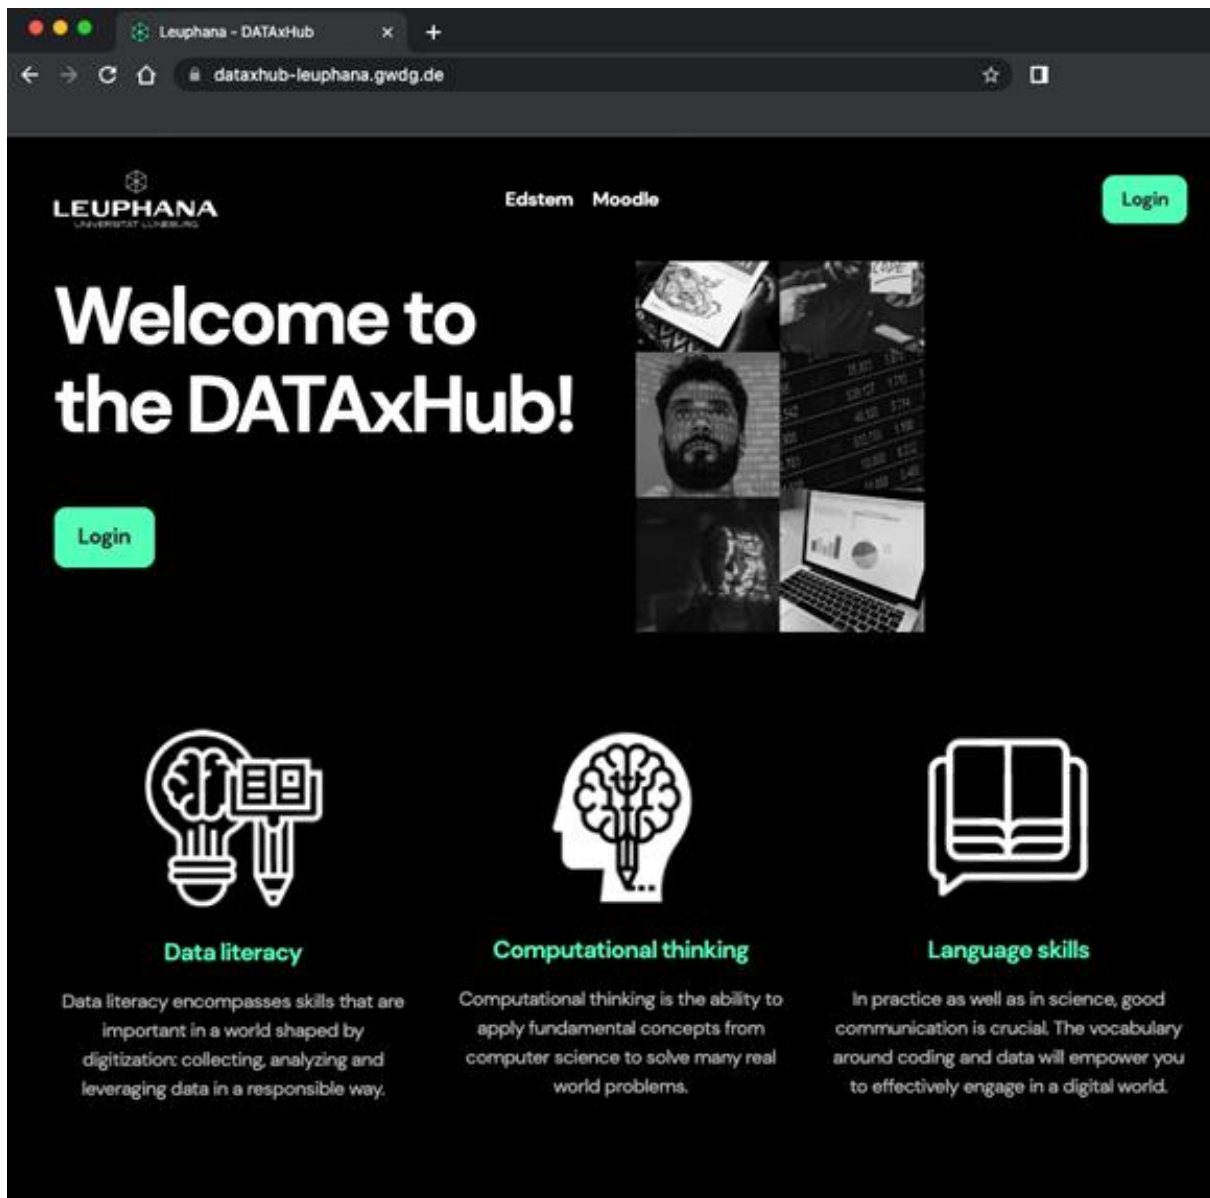 Leuphana - DATAxHub
dataxhub-leuphana.gwdg.de
LEUPHANA
UNIVERSITÄT LÜNEBURG
Edstem Moodle
Login
Welcome to
the DATAxHub!
CODE
Login
Data literacy
Data literacy encompasses skills that are
important in a world shaped by
digitization: collecting, analyzing and
leveraging data in a responsible way.
Computational thinking
Computational thinking is the ability to
apply fundamental concepts from
computer science to solve many real
world problems.
Language skills
In practice as well as in science, good
communication is crucial. The vocabulary
around coding and data will empower you
to effectively engage in a digital world.